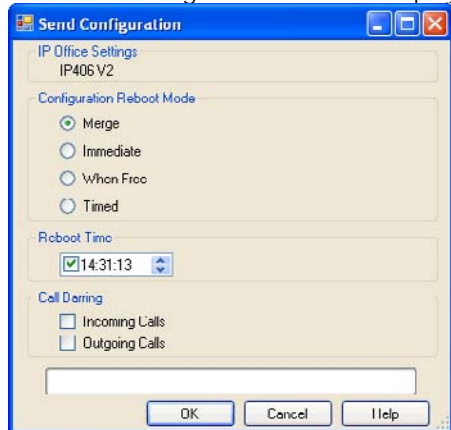 Send Configuration
IP Office Settings
IP406 V2
Configuration Reboot Mode
Merge
Immediate
When Free
Timed
Reboot Time
14:31:13
Call Barring
Incoming Calls
Outgoing Calls
OK Cancel Help